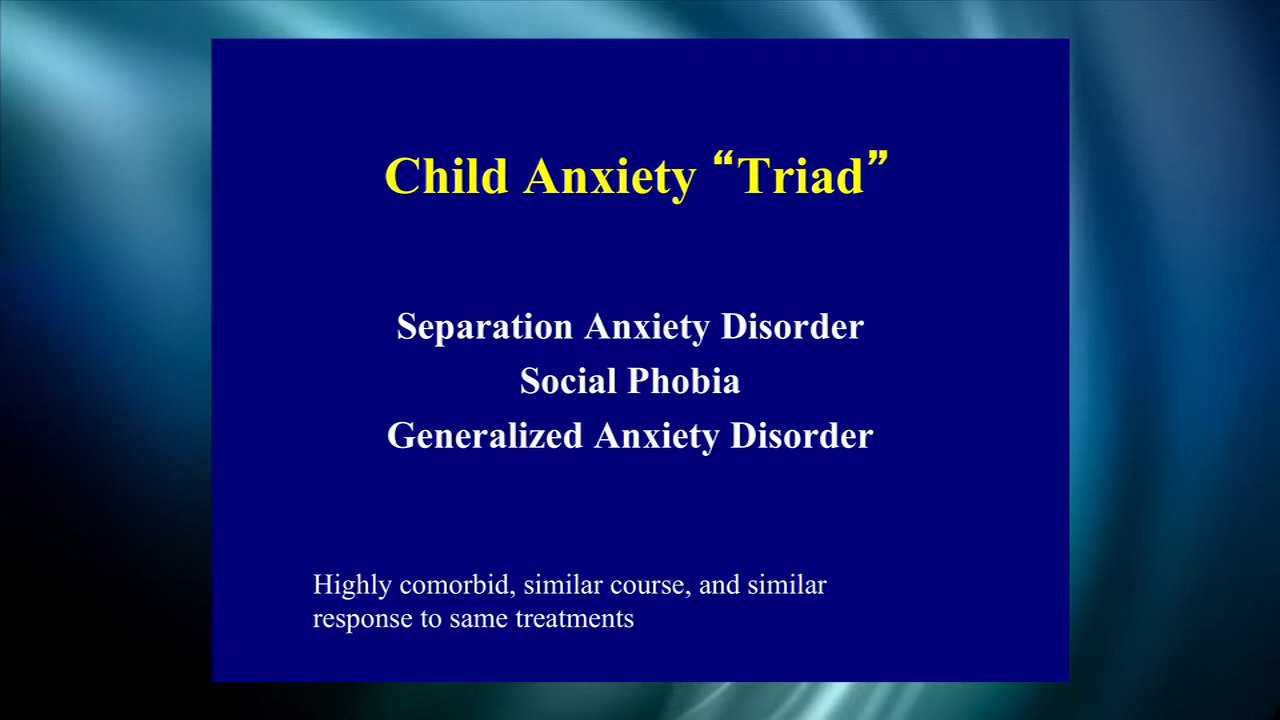 Child Anxiety “Triad”
Separation Anxiety Disorder
Social Phobia
Generalized Anxiety Disorder
Highly comorbid, similar course, and similar
response to same treatments